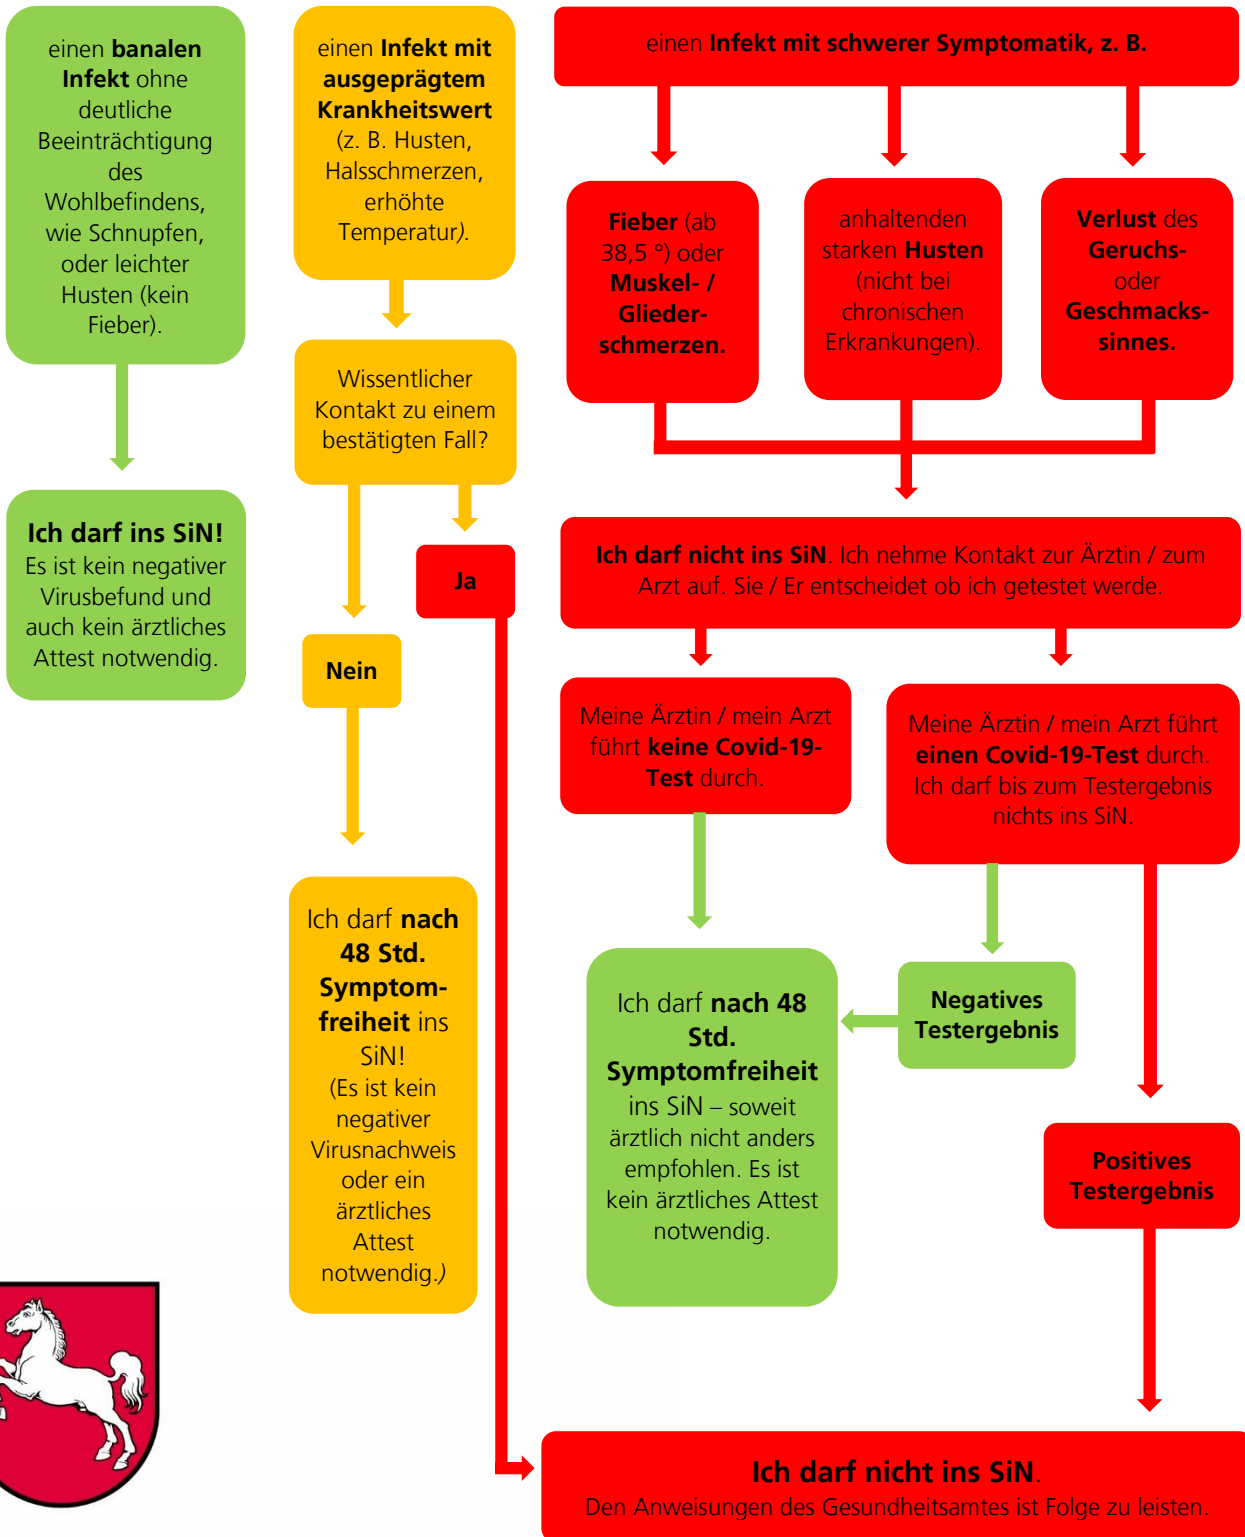 einen banalen
Infekt ohne
deutliche
Beeinträchtigung
des
Wohlbefindens,
wie Schnupfen,
oder leichter
Husten (kein
Fieber).
Ich darf ins SiN!
Es ist kein negativer
Virusbefund und
auch kein ärztliches
Attest notwendig.
einen Infekt mit
ausgeprägtem
Krankheitswert
(z. B. Husten,
Halsschmerzen,
erhöhte
Temperatur).
Wissentlicher
Kontakt zu einem
bestätigten Fall?
Ja
Nein
Ich darf nach
48 Std.
Symptom-
freiheit ins
SiN!
(Es ist kein
negativer
Virusnachweis
oder ein
ärztliches
Attest
notwendig.)
einen Infekt mit schwerer Symptomatik, z. B.
Fieber (ab
38,5 °) oder
Muskel- /
Glieder-
schmerzen.
anhaltenden
starken Husten
(nicht bei
chronischen
Erkrankungen).
Verlust des
Geruchs-
oder
Geschmacks-
sinnes.
Ich darf nicht ins SiN. Ich nehme Kontakt zur Ärztin / zum
Arzt auf. Sie / Er entscheidet ob ich getestet werde.
Meine Ärztin / mein Arzt
führt keine Covid-19-
Test durch.
Meine Ärztin / mein Arzt führt
einen Covid-19-Test durch.
Ich darf bis zum Testergebnis
nichts ins SiN.
Ich darf nach 48
Std.
Symptomfreiheit
ins SiN – soweit
ärztlich nicht anders
empfohlen. Es ist
kein ärztliches Attest
notwendig.
Negatives
Testergebnis
Positives
Testergebnis
Ich darf nicht ins SiN.
Den Anweisungen des Gesundheitsamtes ist Folge zu leisten.